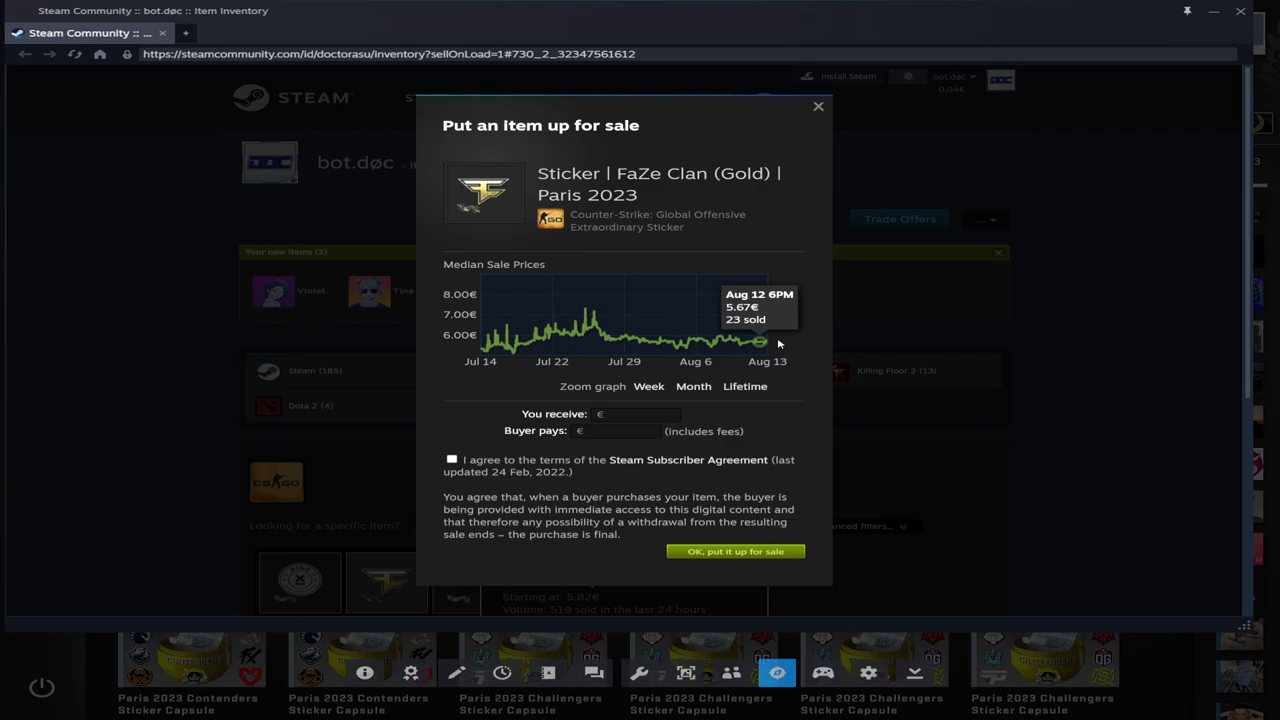 Steam Community :: bot.døc :: Item Inventory
Steam Community :: ...
https://steamcommunity.com/id/doctorasu/inventory?sellOnLoad=1#730_2_32347561612
Install Steam
bot.døc
0,04€
STEAM
S
bot.døc
Put an item up for sale
Sticker | FaZe Clan (Gold) |
Paris 2023
Counter-Strike: Global Offensive
Extraordinary Sticker
Trade Offers
...
Your new items (2)
Violet
Tina
Median Sale Prices
8.00€
7.00€
6.00€
Aug 12 6PM
5.67€
23 sold
Jul 14
Jul 22
Jul 29
Aug 6
Aug 13
Steam (185)
Killing Floor 2 (13)
Dota 2 (4)
Zoom graph Week Month Lifetime
You receive: €
Buyer pays: € (includes fees)
I agree to the terms of the Steam Subscriber Agreement (last
updated 24 Feb, 2022.)
You agree that, when a buyer purchases your item, the buyer is
being provided with immediate access to this digital content and
that therefore any possibility of a withdrawal from the resulting
sale ends – the purchase is final.
OK, put it up for sale
CS GO
Looking for a specific item?
anced filters...
Starting at: 5,82€
Volume: 519 sold in the last 24 hours
Paris 2023 Contenders
Sticker Capsule
Paris 2023 Contenders
Sticker Capsule
Paris 2023 Challengers
Sticker Capsule
Paris 2023 Challengers
Sticker Capsule
Paris 2023 Challengers
Sticker Capsule
Paris 2023 Challengers
Sticker Capsule